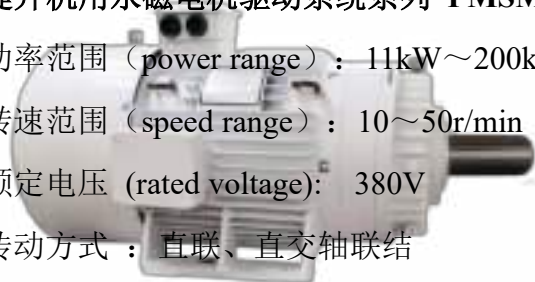 提升机用永磁电机驱动系统系列 PMSM
功率范围（power range）：11kW～200k
转速范围（speed range）：10～50r/min
额定电压 (rated voltage): 380V
传动方式 ：直联、直交轴联结